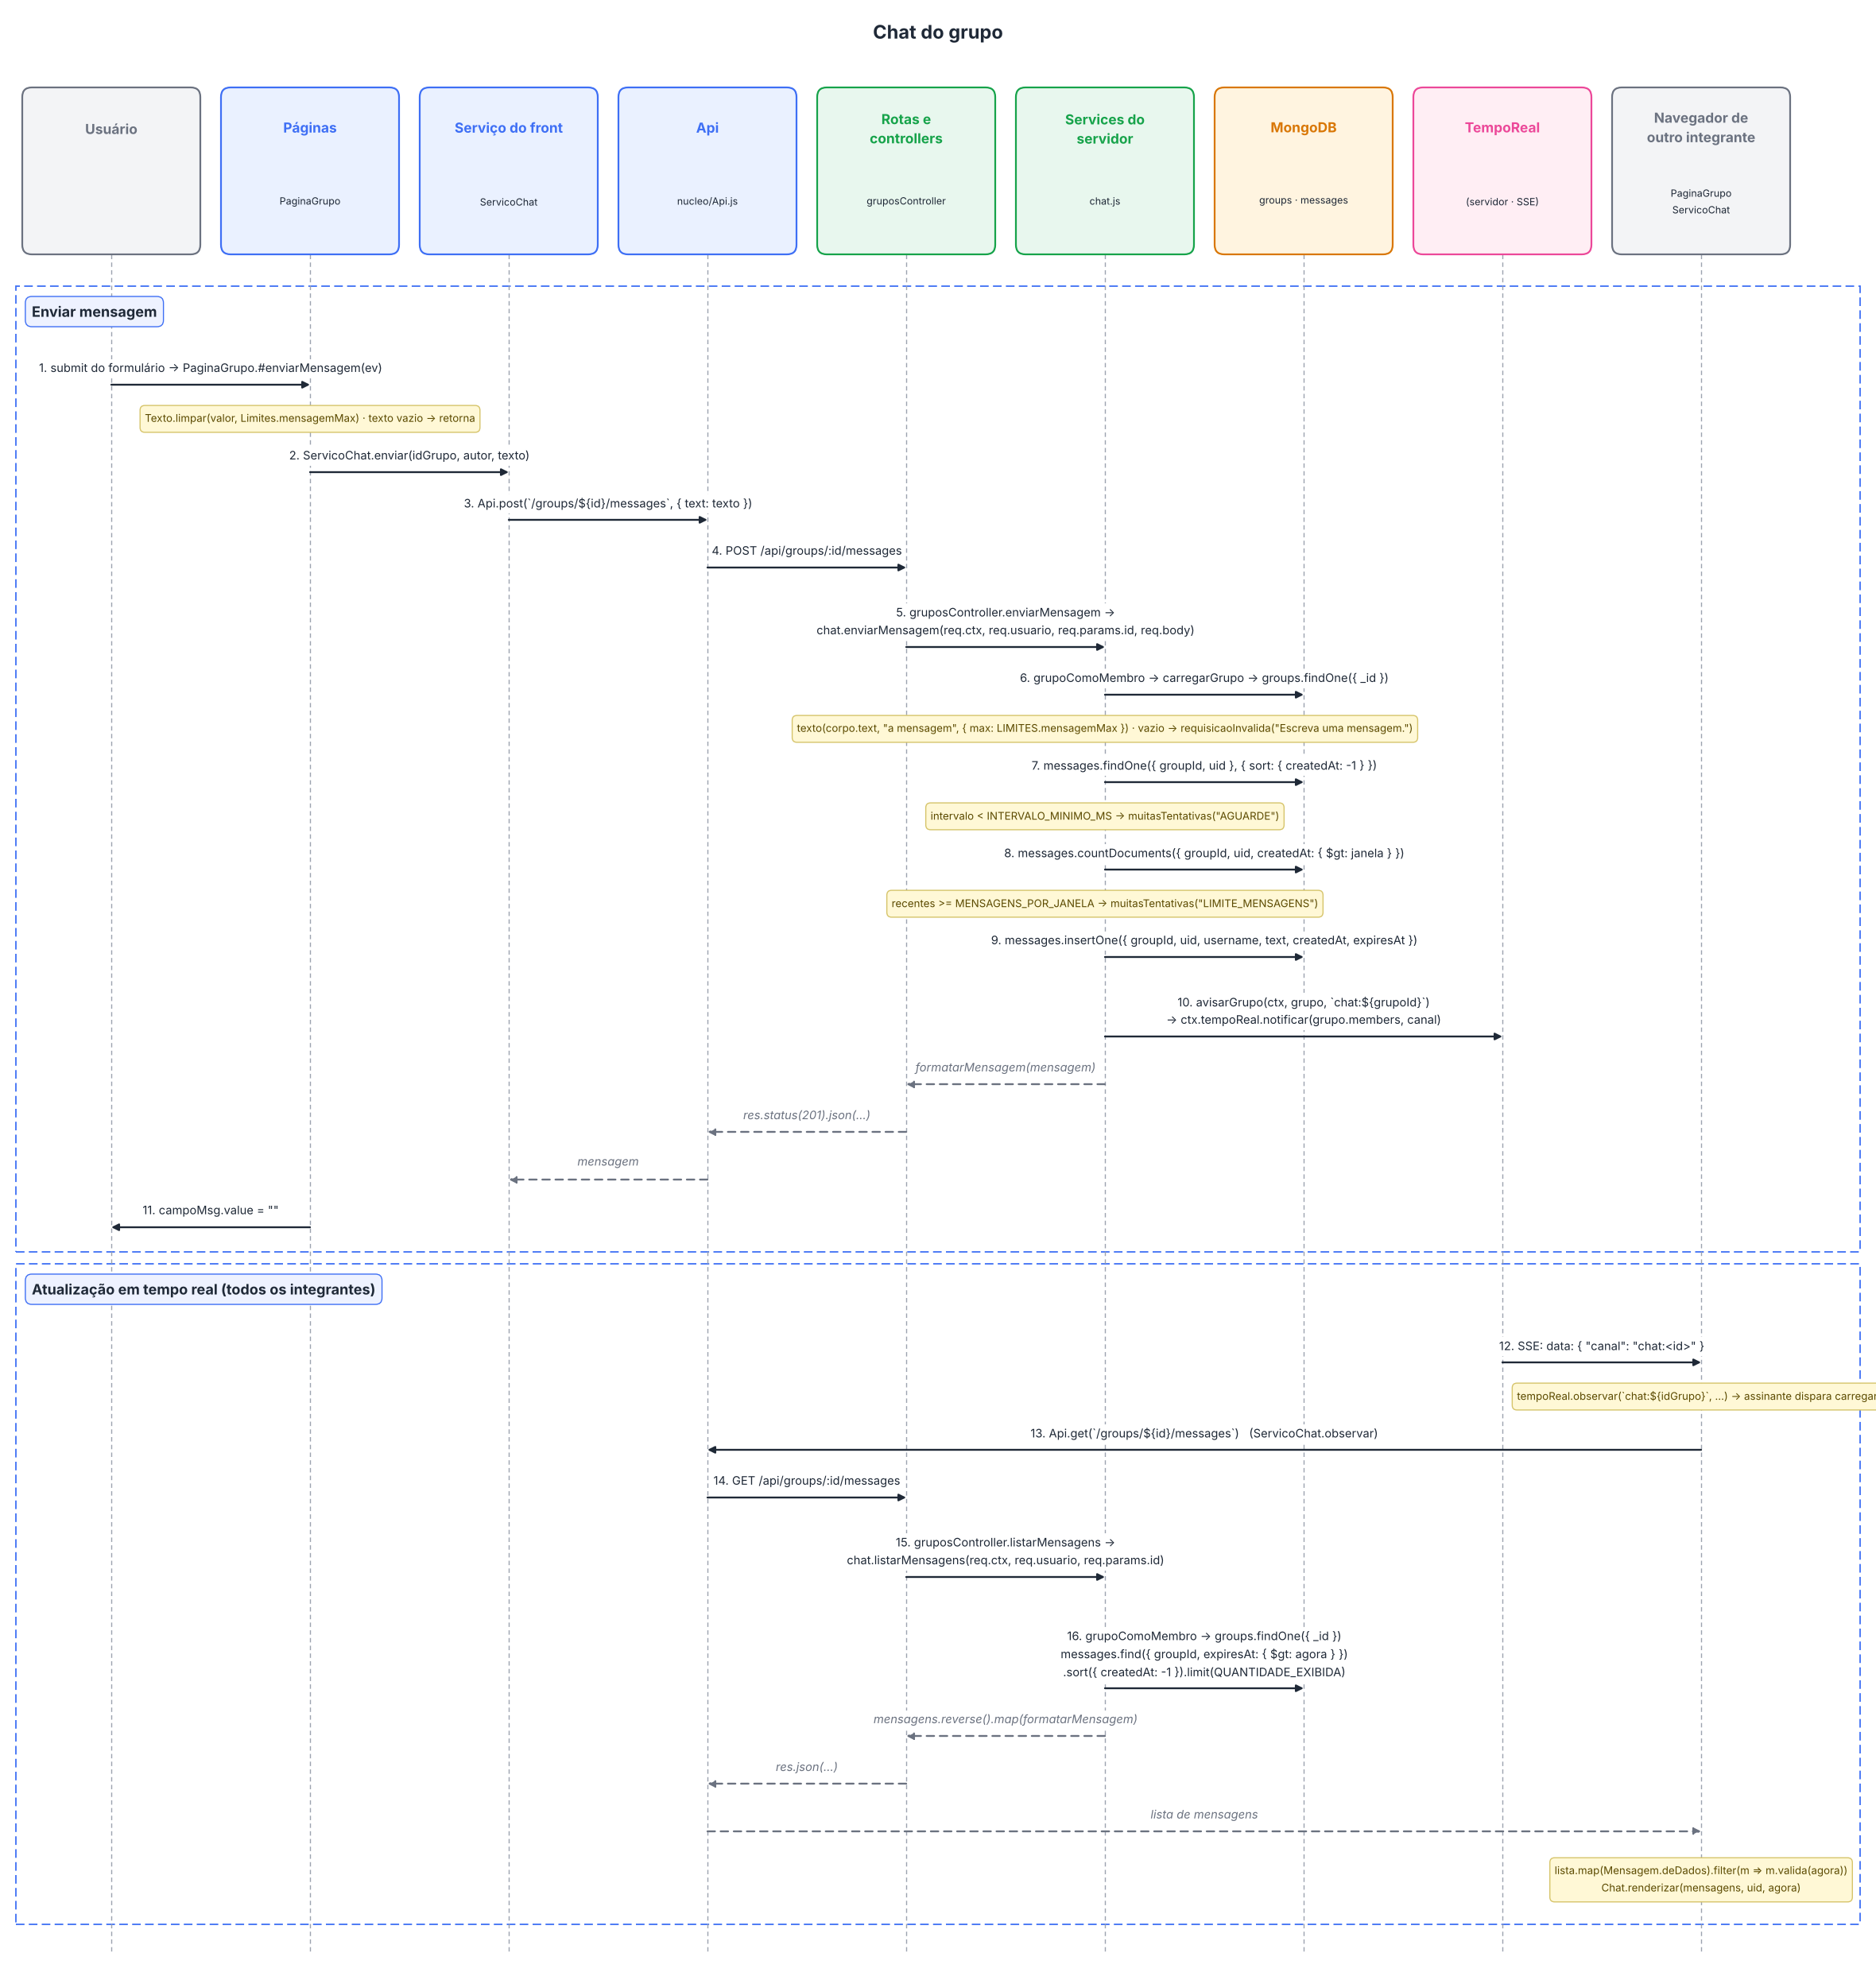 Chat do grupo
Usuário
Páginas
PaginaGrupo
Serviço do front
ServicoChat
Api
nucleo/Api.js
Rotas e
controllers
gruposController
Services do
servidor
chat.js
MongoDB
groups · messages
TempoReal
(servidor · SSE)
Navegador de
outro integrante
PaginaGrupo
ServicoChat
Enviar mensagem
1. submit do formulário → PaginaGrupo.#enviarMensagem(ev)
Texto.limpar(valor, Limites.mensagemMax) · texto vazio → retorna
2. ServicoChat.enviar(idGrupo, autor, texto)
3. Api.post(`/groups/${id}/messages`, { text: texto })
4. POST /api/groups/:id/messages
5. gruposController.enviarMensagem →
chat.enviarMensagem(req.ctx, req.usuario, req.params.id, req.body)
6. grupoComoMembro → carregarGrupo → groups.findOne({ _id })
texto(corpo.text, "a mensagem", { max: LIMITES.mensagemMax }) · vazio → requisicaoInvalida("Escreva uma mensagem.")
7. messages.findOne({ groupId, uid }, { sort: { createdAt: -1 } })
intervalo < INTERVALO_MINIMO_MS → muitasTentativas("AGUARDE")
8. messages.countDocuments({ groupId, uid, createdAt: { $gt: janela } })
recentes >= MENSAGENS_POR_JANELA → muitasTentativas("LIMITE_MENSAGENS")
9. messages.insertOne({ groupId, uid, username, text, createdAt, expiresAt })
10. avisarGrupo(ctx, grupo, `chat:${grupoId}`)
→ ctx.tempoReal.notificar(grupo.members, canal)
formatarMensagem(mensagem)
res.status(201).json(...)
mensagem
11. campoMsg.value = ""
Atualização em tempo real (todos os integrantes)
12. SSE: data: { "canal": "chat:<id>" }
tempoReal.observar(`chat:${idGrupo}`, ...) → assinante dispara carregar
13. Api.get(`/groups/${id}/messages`) (ServicoChat.observar)
14. GET /api/groups/:id/messages
15. gruposController.listarMensagens →
chat.listarMensagens(req.ctx, req.usuario, req.params.id)
16. grupoComoMembro → groups.findOne({ _id })
messages.find({ groupId, expiresAt: { $gt: agora } })
.sort({ createdAt: -1 }).limit(QUANTIDADE_EXIBIDA)
mensagens.reverse().map(formatarMensagem)
res.json(...)
lista de mensagens
lista.map(Mensagem.deDados).filter(m => m.valida(agora))
Chat.renderizar(mensagens, uid, agora)